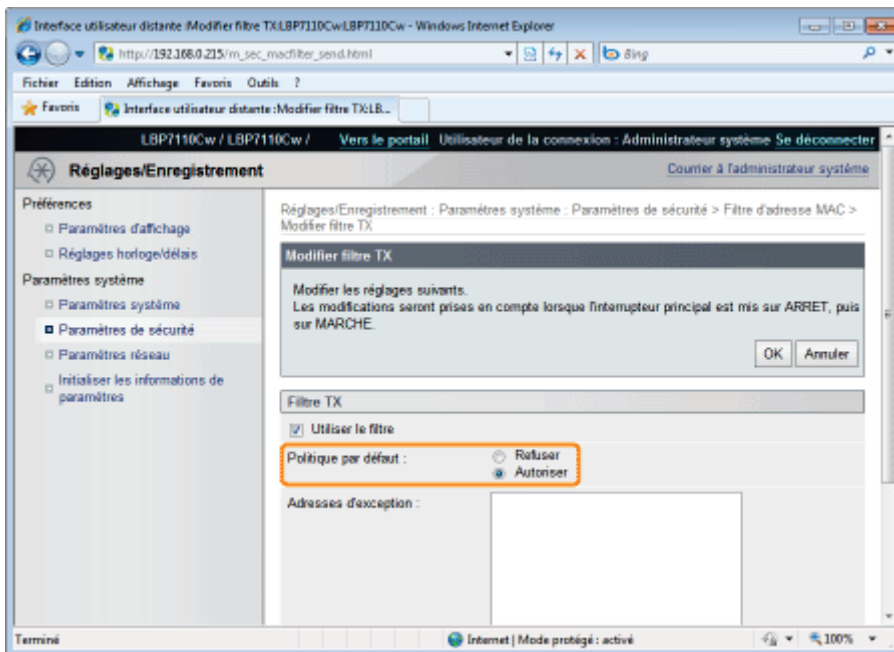 Interface utilisateur distante :Modifier filtre TX:LBP7110Cw:LBP7110Cw - Windows Internet Explorer
http://192.168.0.215/m_sec_macfilter_send.html
Bing
Fichier Edition Affichage Favoris Outils ?
Favoris Interface utilisateur distante :Modifier filtre TX:LB...
LBP7110Cw / LBP7110Cw / Vers le portail Utilisateur de la connexion : Administrateur système Se déconnecter
Réglages/Enregistrement Courrier à l'administrateur système
Préférences
Paramètres d'affichage
Réglages horloge/délais
Paramètres système
Paramètres système
Paramètres de sécurité
Paramètres réseau
Initialiser les informations de
paramètres
Réglages/Enregistrement : Paramètres système : Paramètres de sécurité > Filtre d'adresse MAC >
Modifier filtre TX
Modifier filtre TX
Modifier les réglages suivants.
Les modifications seront prises en compte lorsque l'interrupteur principal est mis sur ARRET, puis
sur MARCHE.
OK Annuler
Filtre TX
Utiliser le filtre
Politique par défaut : Refuser
Autoriser
Adresses d'exception :
Terminé Internet | Mode protégé : activé 100%